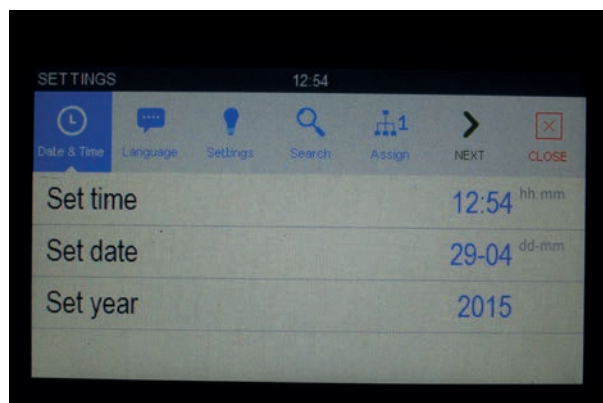 SETTINGS 12:54
Date & Time Language Settings Search Assign 1 NEXT CLOSE
Set time 12:54 hh:mm
Set date 29-04 dd-mm
Set year 2015